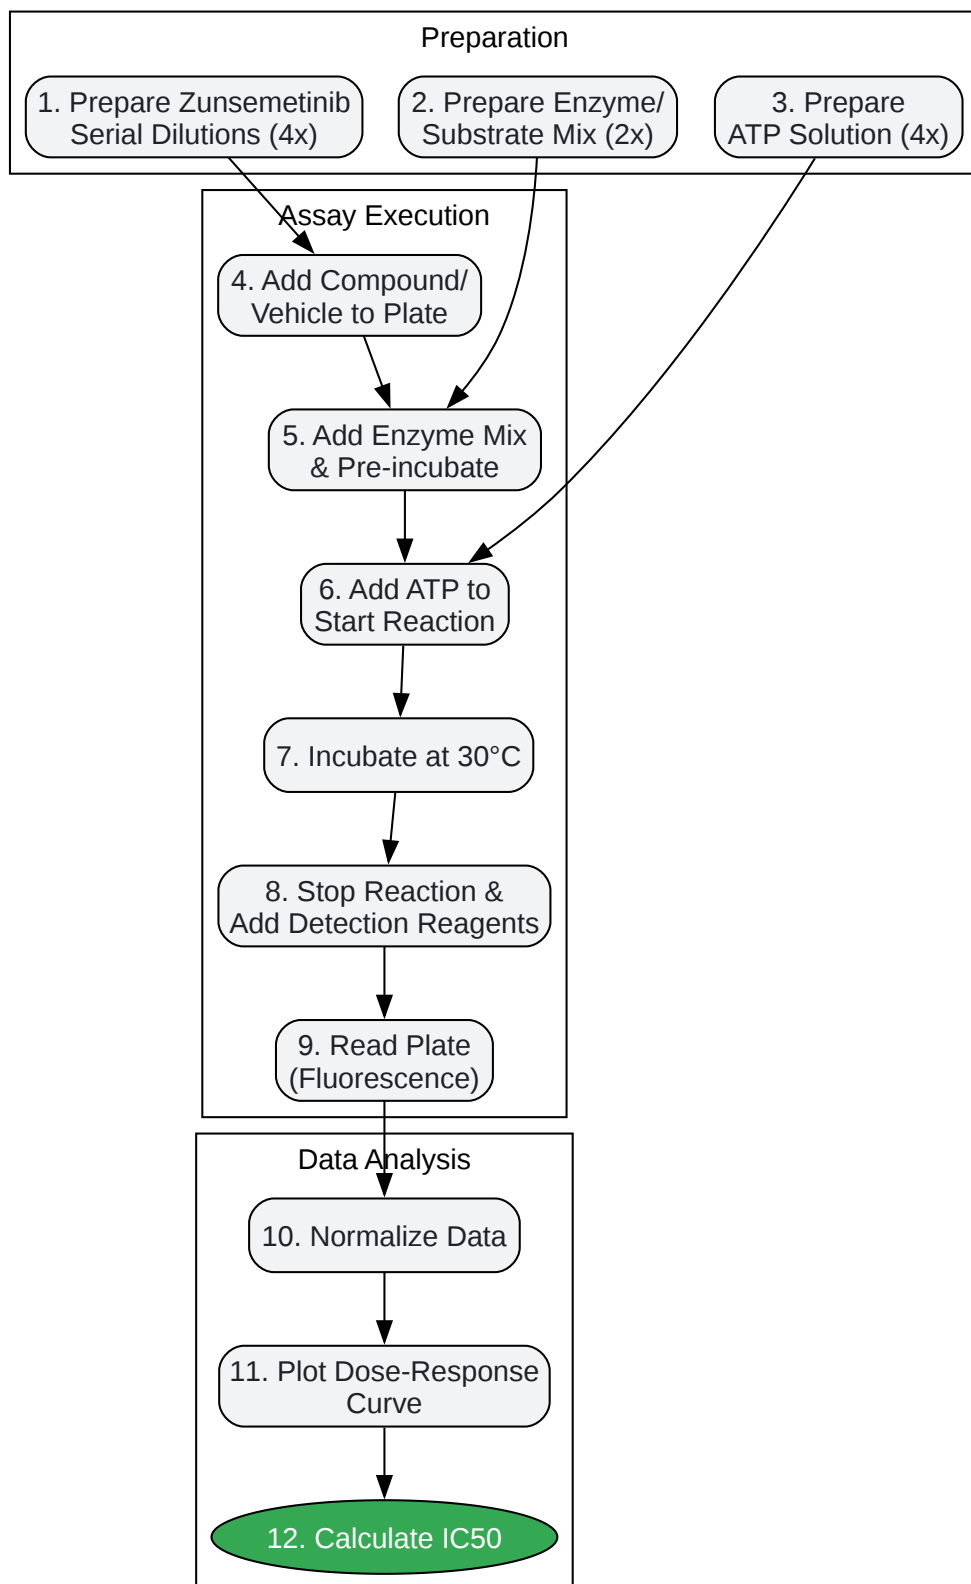 Preparation
1. Prepare Zunsemetinib
Serial Dilutions (4x)
2. Prepare Enzyme/
Substrate Mix (2x)
3. Prepare
ATP Solution (4x)
Assay Execution
4. Add Compound/
Vehicle to Plate
5. Add Enzyme Mix
& Pre-incubate
6. Add ATP to
Start Reaction
7. Incubate at 30°C
8. Stop Reaction &
Add Detection Reagents
9. Read Plate
(Fluorescence)
Data Analysis
10. Normalize Data
11. Plot Dose-Response
Curve
12. Calculate IC50